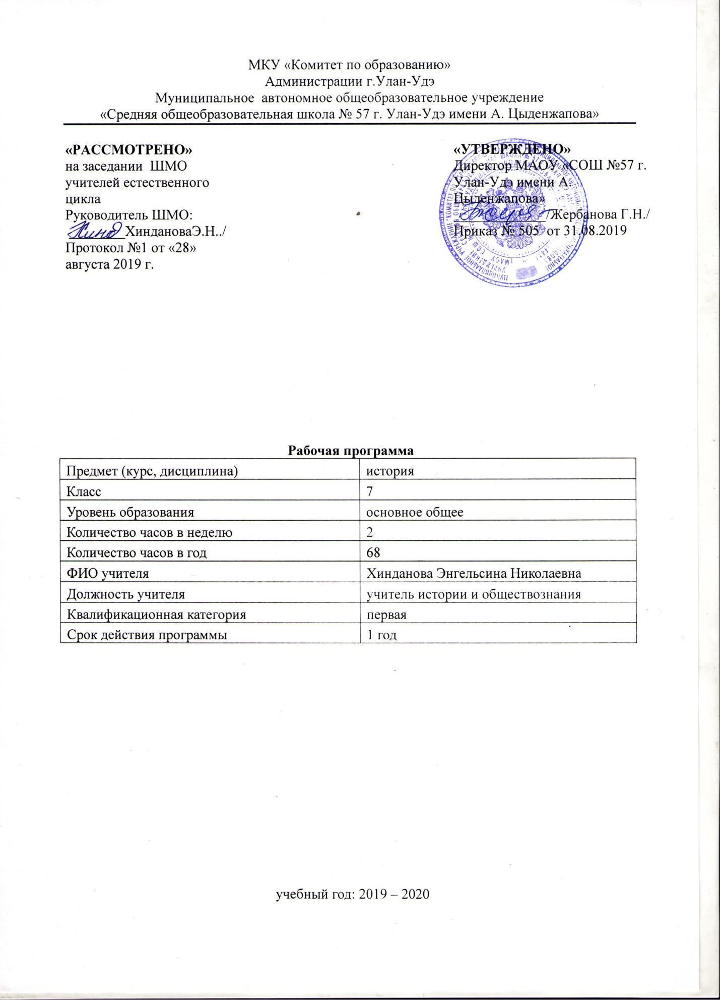 МКУ «Комитет по образованию»
Администрации г.Улан-Удэ
Муниципальное  автономное общеобразовательное учреждение
«Средняя общеобразовательная школа № 57 г. Улан-Удэ имени А. Цыденжапова»
«РАССМОТРЕНО»
на заседании  ШМО
учителей естественного
цикла
Руководитель ШМО:
________ХиндановаЭ.Н../
Протокол №1 от «28»
августа 2019 г.
«УТВЕРЖДЕНО»
Директор МАОУ «СОШ №57 г.
Улан-Удэ имени А.
Цыденжапова»
_____________/Жербанова Г.Н./
Приказ № 505  от 31.08.2019
Рабочая программа
Предмет (курс, дисциплина) история
Класс 7
Уровень образования основное общее
Количество часов в неделю 2
Количество часов в год 68
ФИО учителя Хинданова Энгельсина Николаевна
Должность учителя учитель истории и обществознания
Квалификационная категория первая
Срок действия программы 1 год
учебный год: 2019 – 2020